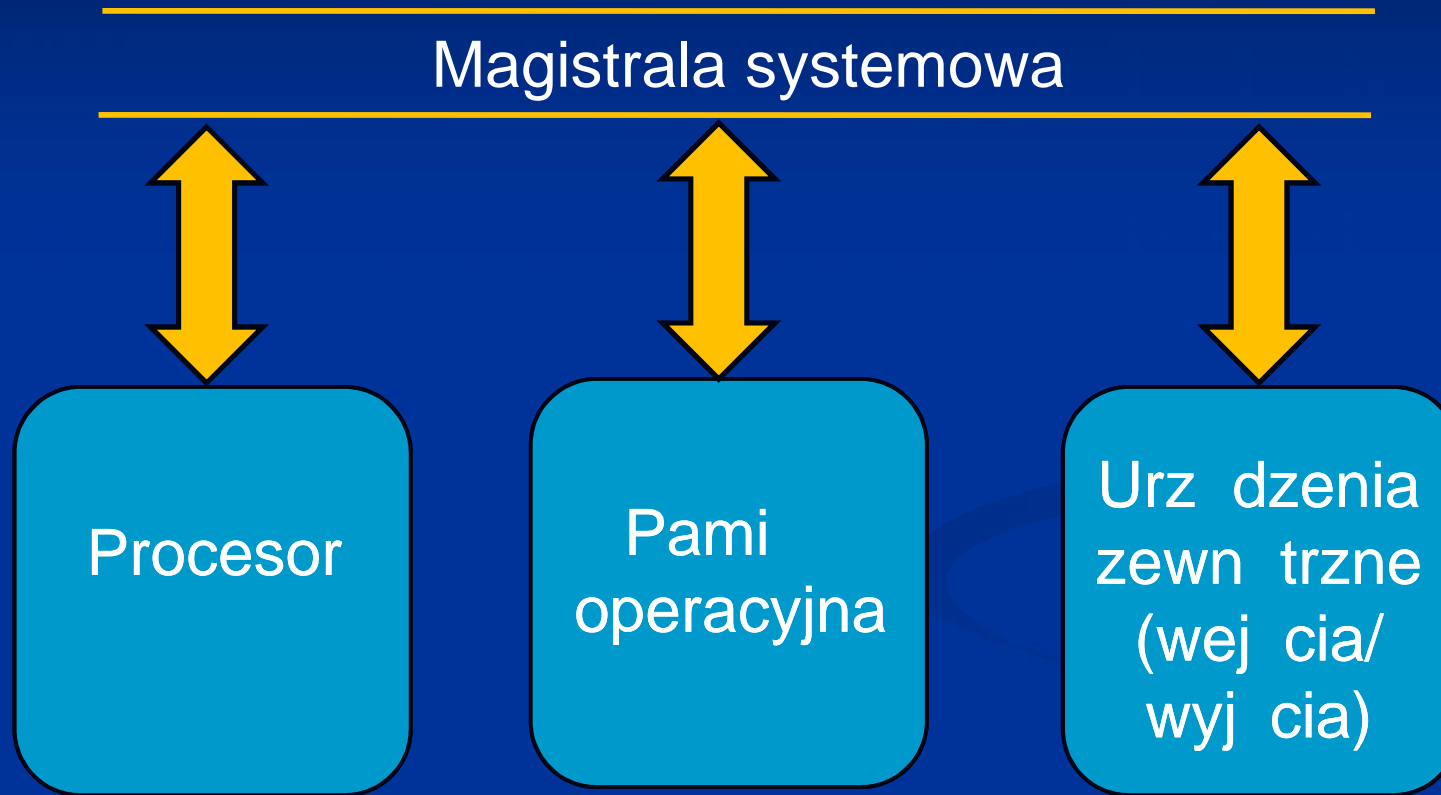 Magistrala systemowa
Procesor
Pami
operacyjna
Urz dzenia
zewn trzne
(wej cia/
wyj cia)